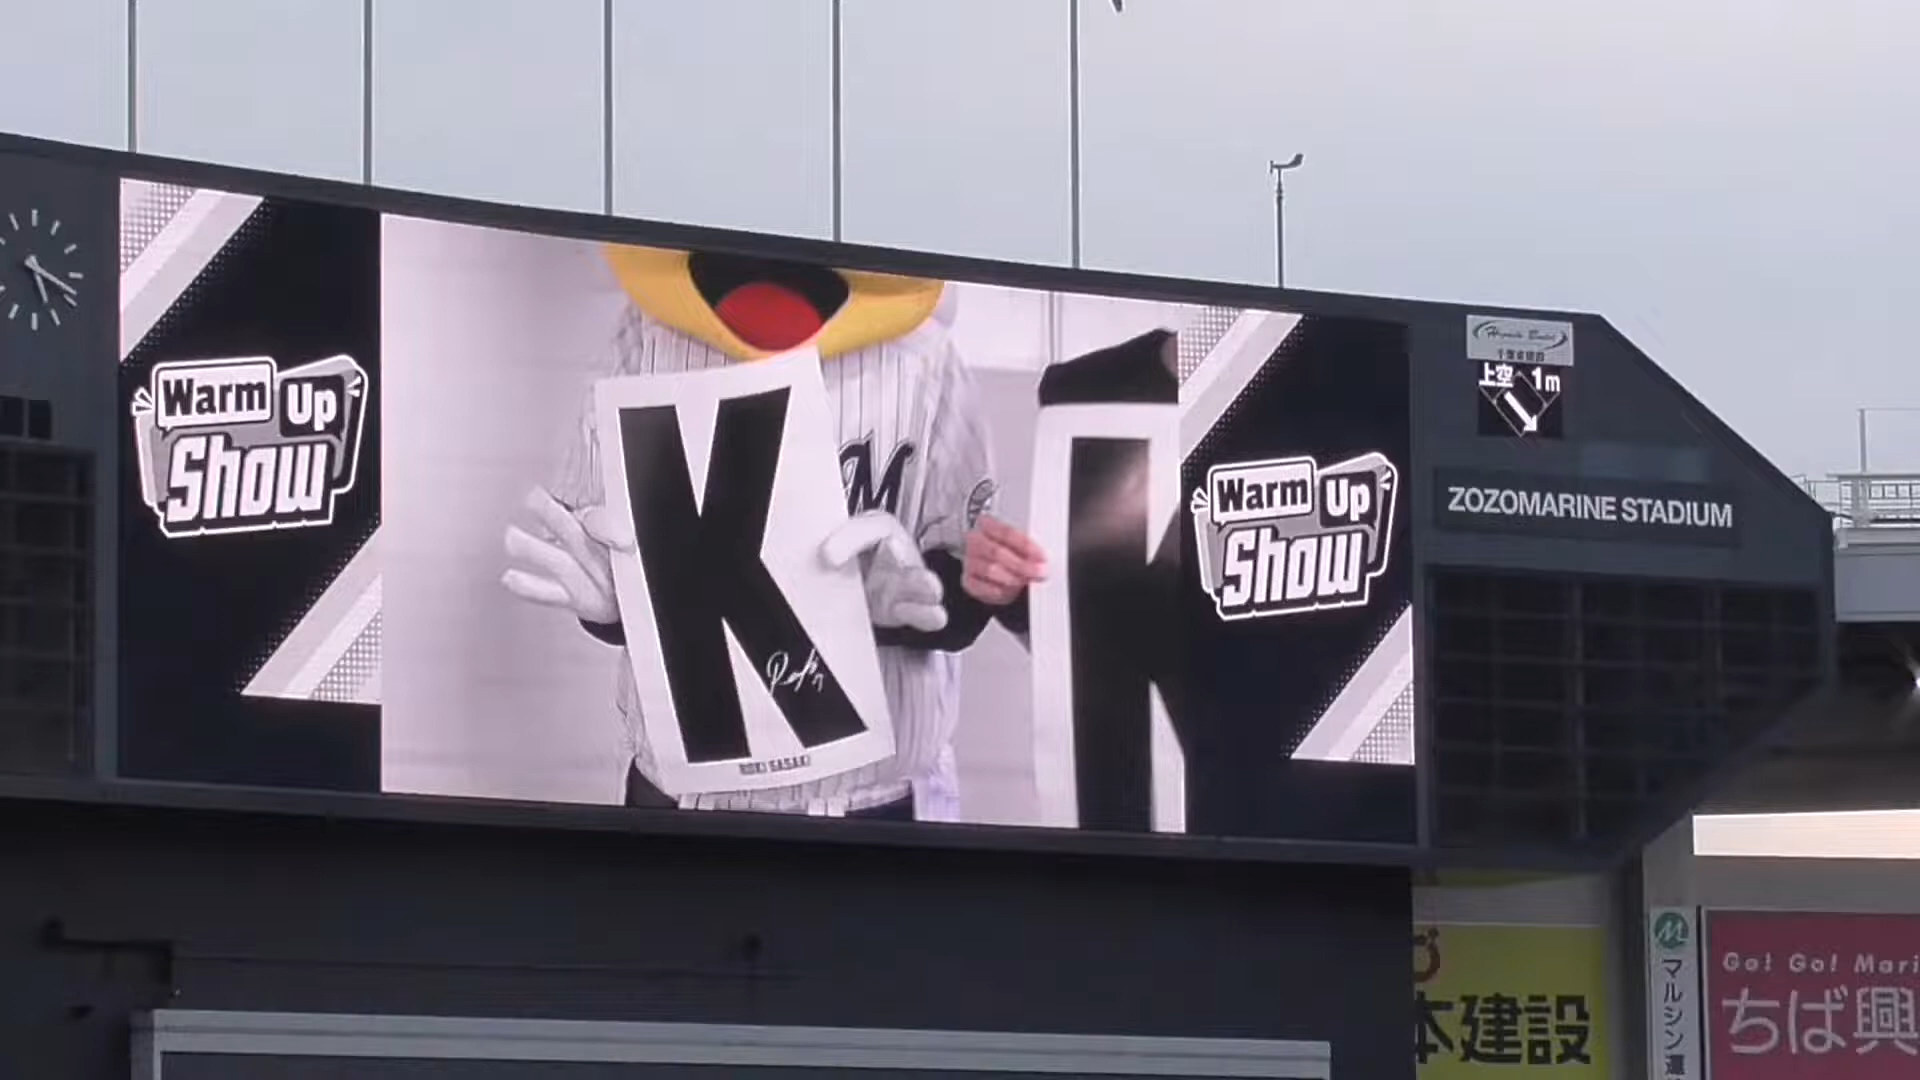 Warm Up
Show
K
M
ROKI SASAKI
Warm Up
Show
上空 1m
ZOZOMARINE STADIUM
本建設
マルシン運
Go! Go! Mari
ちば興